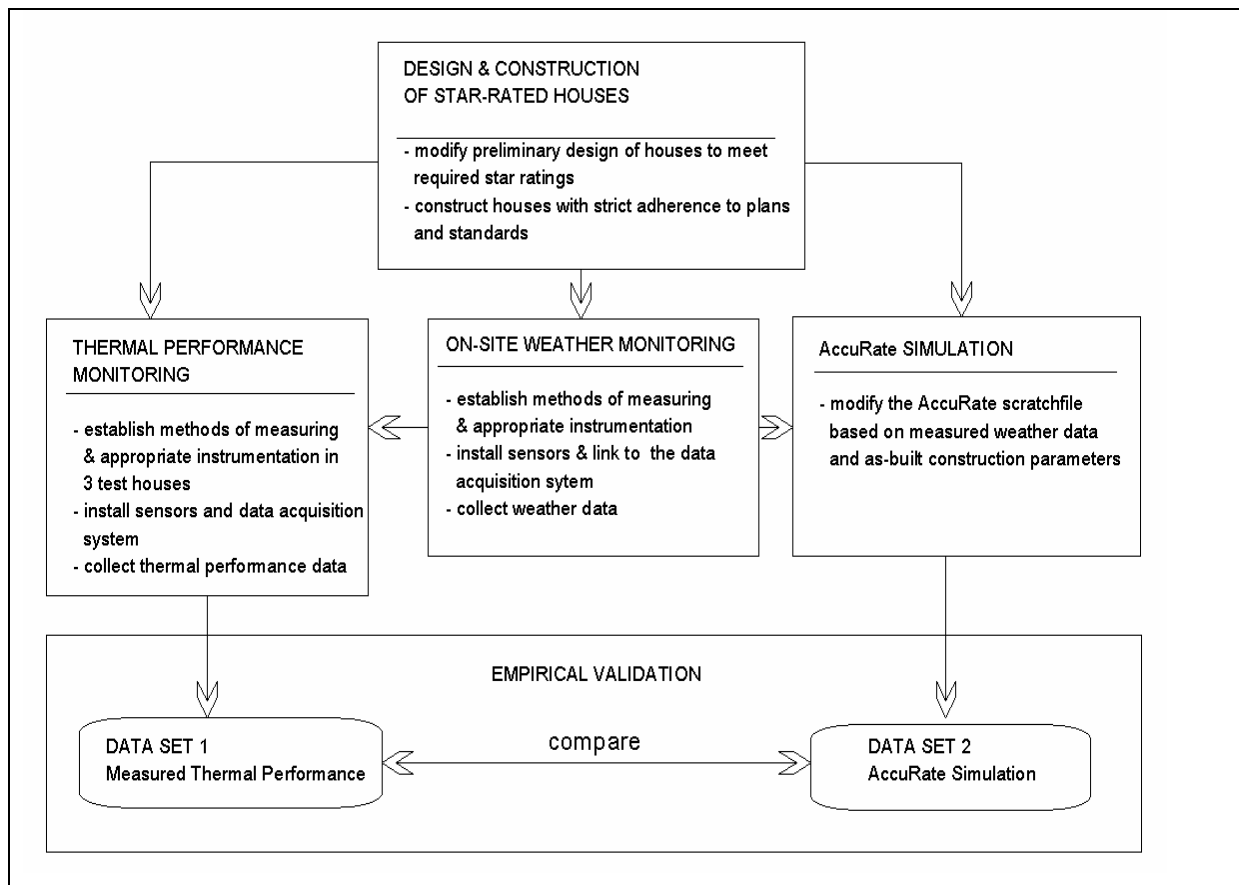 DESIGN & CONSTRUCTION
OF STAR-RATED HOUSES
- modify preliminary design of houses to meet
required star ratings
- construct houses with strict adherence to plans
and standards
THERMAL PERFORMANCE
MONITORING
- establish methods of measuring
& appropriate instrumentation in
3 test houses
- install sensors and data acquisition
system
- collect thermal performance data
ON-SITE WEATHER MONITORING
- establish methods of measuring
& appropriate instrumentation
- install sensors & link to the data
acquisition sytem
- collect weather data
AccuRate SIMULATION
- modify the AccuRate scratchfile
based on measured weather data
and as-built construction parameters
EMPIRICAL VALIDATION
DATA SET 1
Measured Thermal Performance
compare
DATA SET 2
AccuRate Simulation